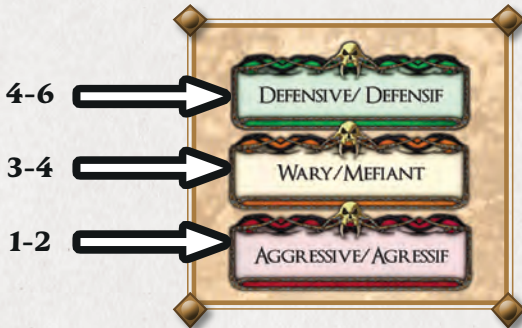 4-6
DEFENSIVE/ DEFENSIF
3-4
WARY/MEFIANT
1-2
AGGRESSIVE/AGRESSIF